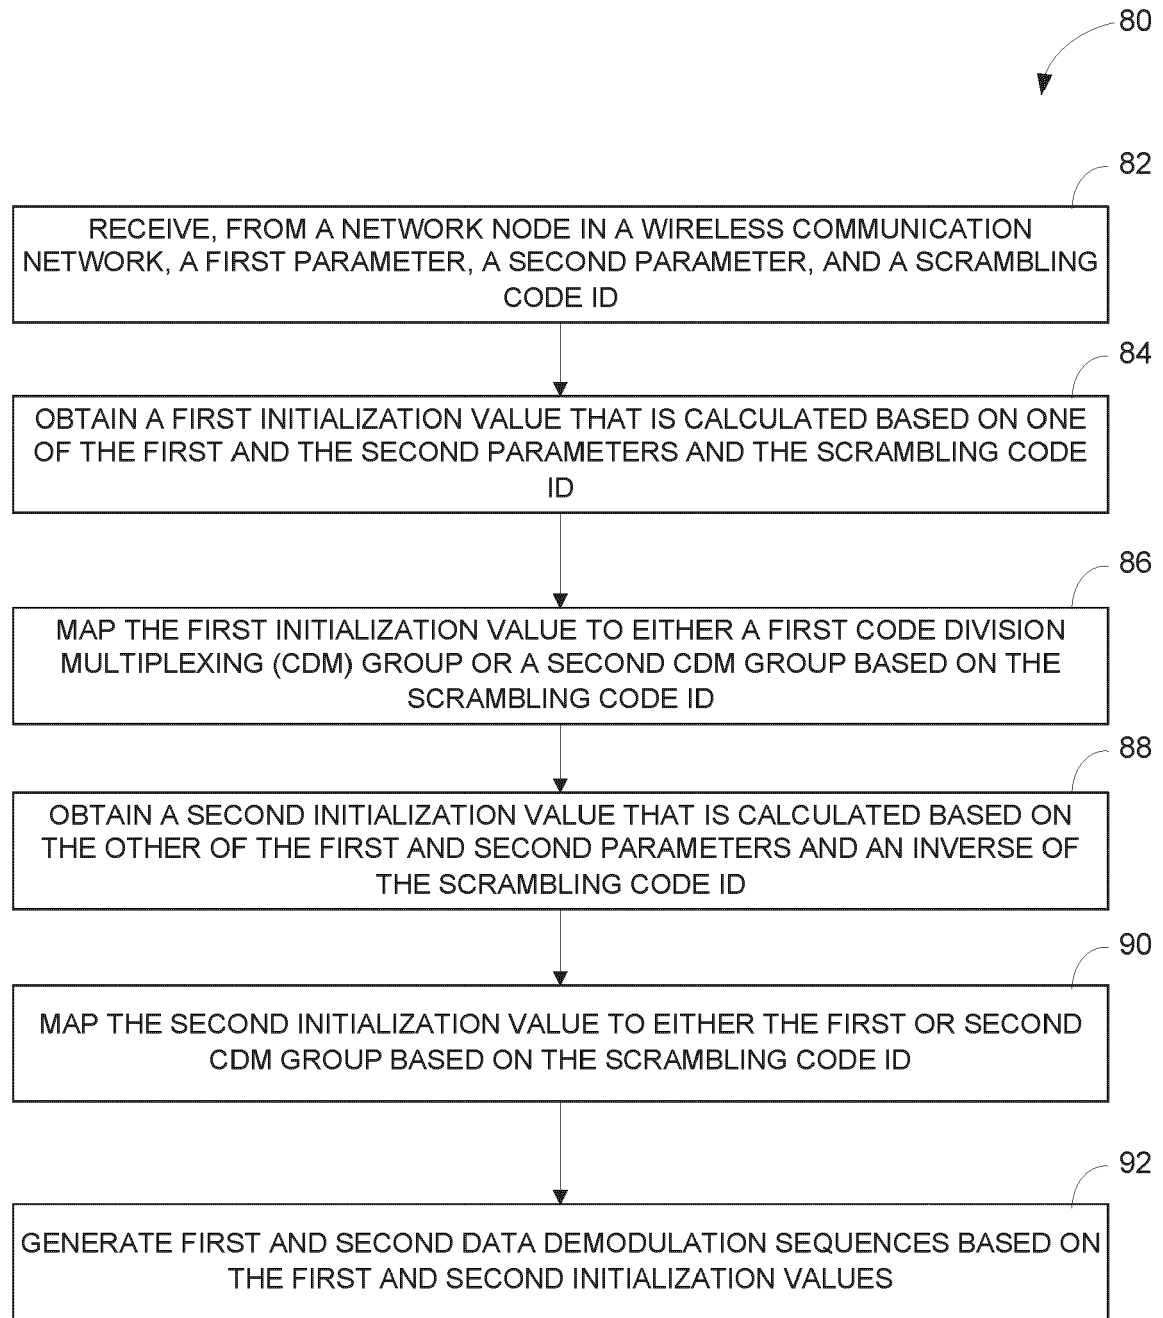 80
82
RECEIVE, FROM A NETWORK NODE IN A WIRELESS COMMUNICATION
NETWORK, A FIRST PARAMETER, A SECOND PARAMETER, AND A SCRAMBLING
CODE ID
84
OBTAIN A FIRST INITIALIZATION VALUE THAT IS CALCULATED BASED ON ONE
OF THE FIRST AND THE SECOND PARAMETERS AND THE SCRAMBLING CODE
ID
86
MAP THE FIRST INITIALIZATION VALUE TO EITHER A FIRST CODE DIVISION
MULTIPLEXING (CDM) GROUP OR A SECOND CDM GROUP BASED ON THE
SCRAMBLING CODE ID
88
OBTAIN A SECOND INITIALIZATION VALUE THAT IS CALCULATED BASED ON
THE OTHER OF THE FIRST AND SECOND PARAMETERS AND AN INVERSE OF
THE SCRAMBLING CODE ID
90
MAP THE SECOND INITIALIZATION VALUE TO EITHER THE FIRST OR SECOND
CDM GROUP BASED ON THE SCRAMBLING CODE ID
92
GENERATE FIRST AND SECOND DATA DEMODULATION SEQUENCES BASED ON
THE FIRST AND SECOND INITIALIZATION VALUES